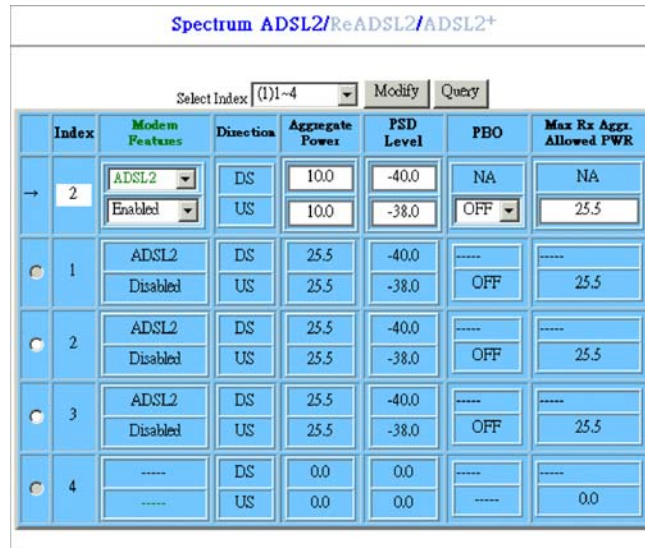 Spectrum ADSL2/ReADSL2/ADSL2+
Select Index (1)1~4 Modify Query
Index Modem Features Direction Aggregate Power PSD Level PBO Max Rx Aggr. Allowed PWR
→ 2 ADSL2 DS 10.0 -40.0 NA NA
Enabled US 10.0 -38.0 OFF 25.5
1 ADSL2 DS 25.5 -40.0 ----- -----
Disabled US 25.5 -38.0 OFF 25.5
2 ADSL2 DS 25.5 -40.0 ----- -----
Disabled US 25.5 -38.0 OFF 25.5
3 ADSL2 DS 25.5 -40.0 ----- -----
Disabled US 25.5 -38.0 OFF 25.5
4 ----- DS 0.0 0.0 ----- -----
----- US 0.0 0.0 ----- 0.0